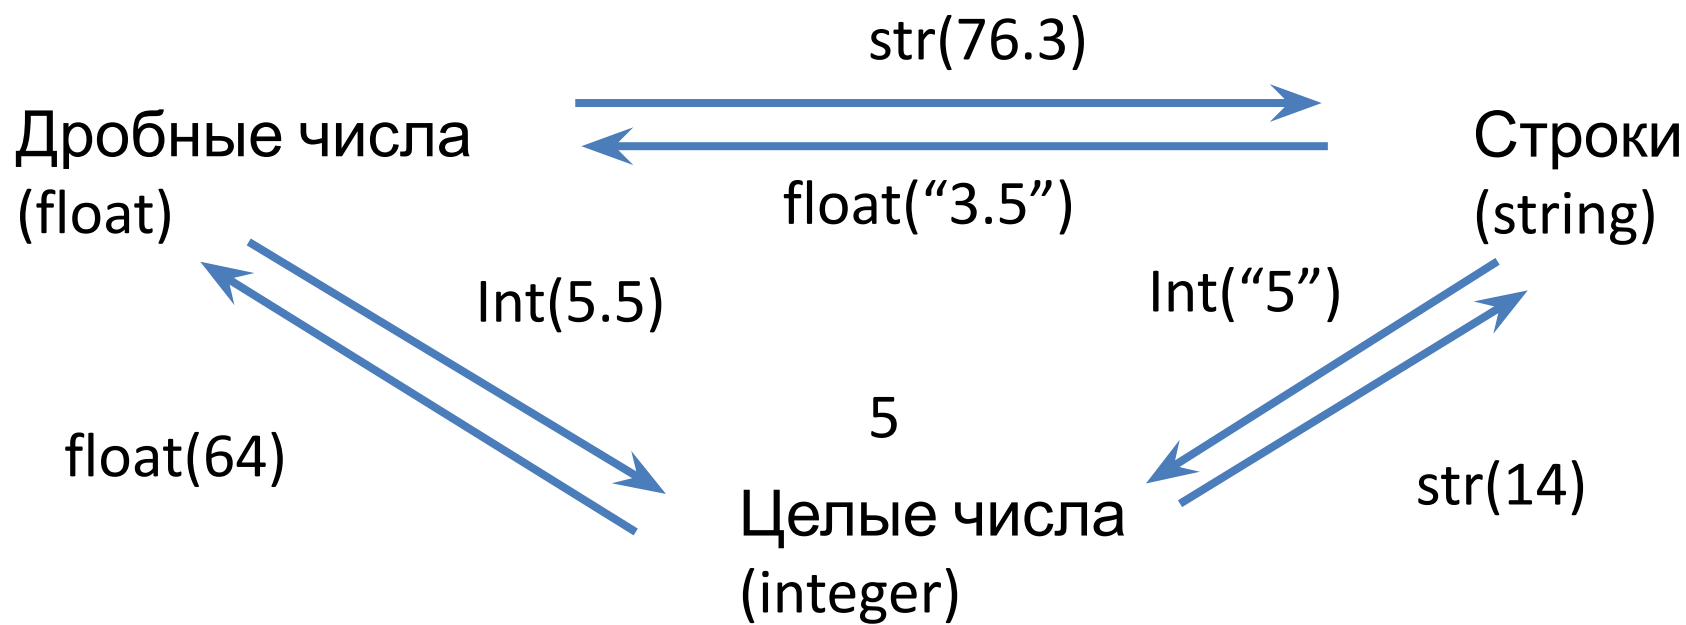 str(76.3)
Дробные числа
(float)
Строки
(string)
float(“3.5”)
Int(5.5)
Int(“5”)
5
float(64)
str(14)
Целые числа
(integer)